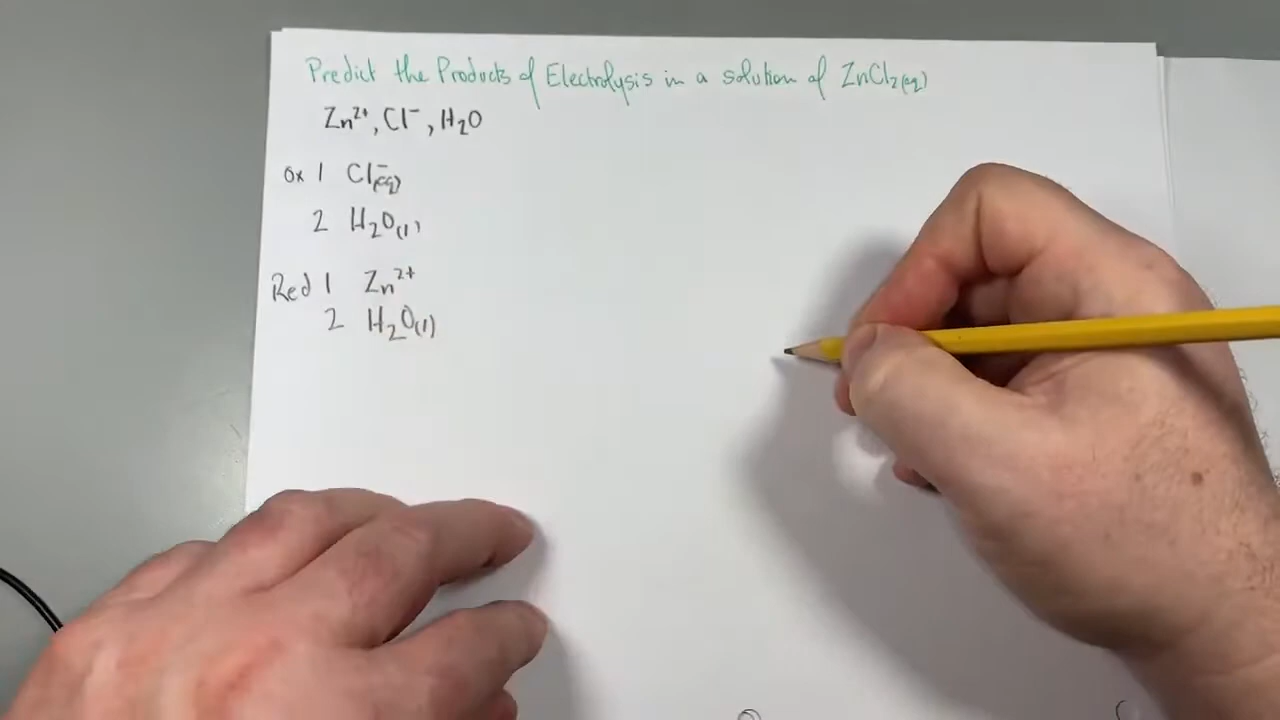 Predict the Products of Electrolysis in a solution of ZnCl₂(aq)
Zn²⁺, Cl⁻, H₂O
Ox 1 Cl⁻(aq)
2 H₂O(l)
Red 1 Zn²⁺
2 H₂O(l)